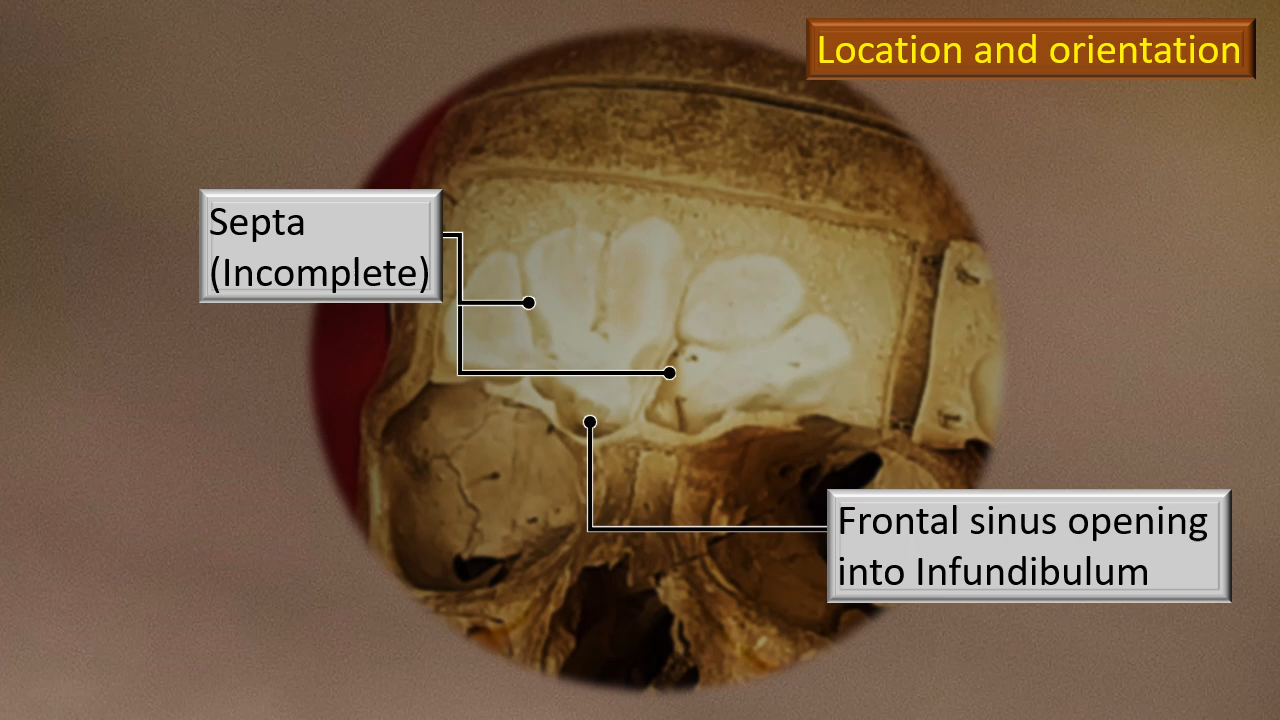 Location and orientation
Septa
(Incomplete)
Frontal sinus opening
into Infundibulum